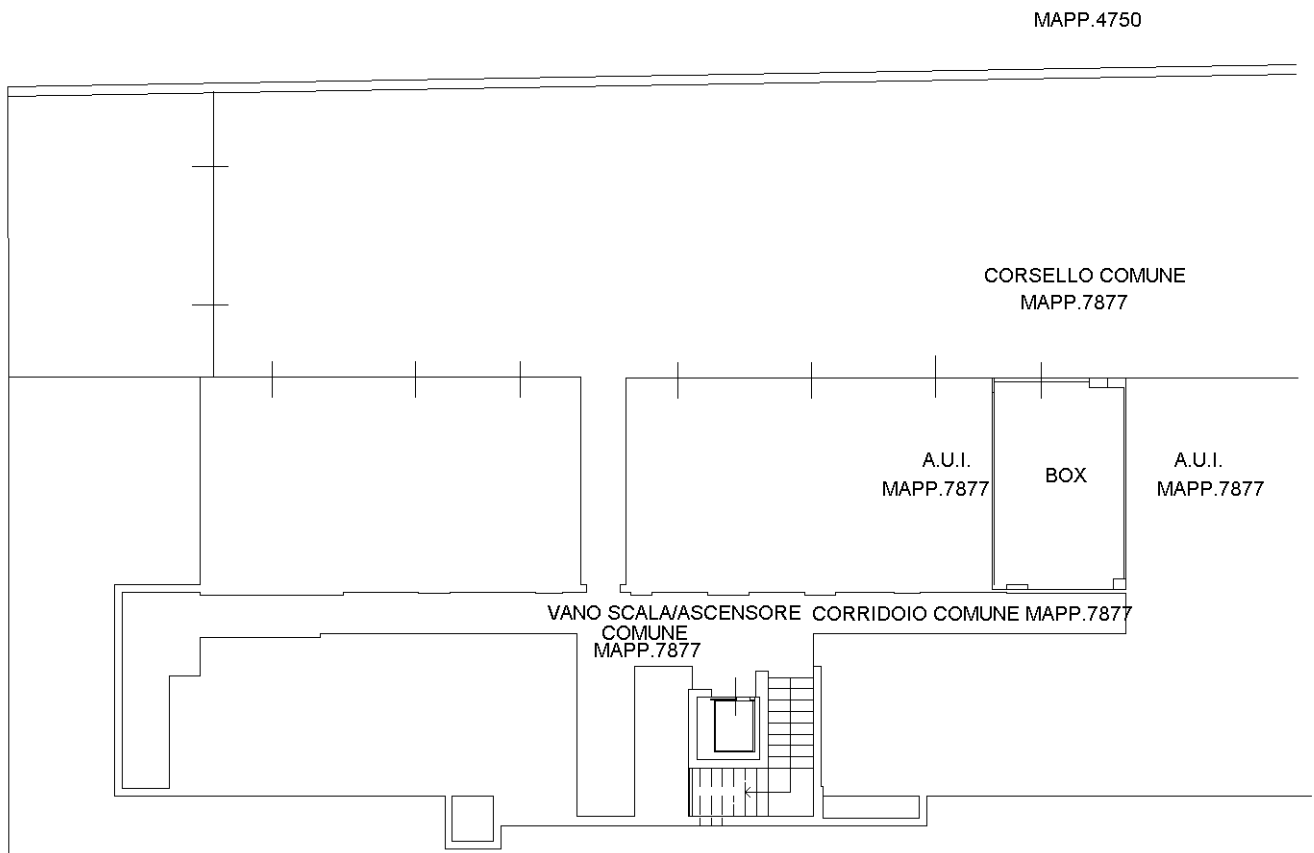 MAPP.4750
CORSELLO COMUNE
MAPP.7877
A.U.I.
MAPP.7877
BOX
A.U.I.
MAPP.7877
VANO SCALA/ASCENSORE
COMUNE
MAPP.7877
CORRIDOIO COMUNE MAPP.7877